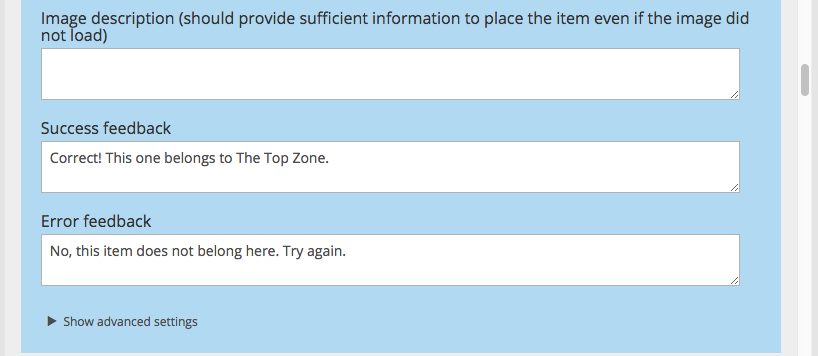 Image description (should provide sufficient information to place the item even if the image did
not load)
Success feedback
Correct! This one belongs to The Top Zone.
Error feedback
No, this item does not belong here. Try again.
Show advanced settings